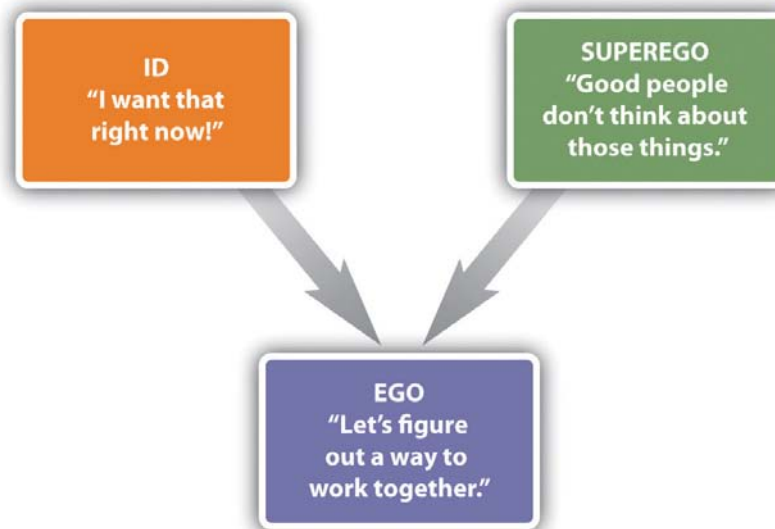 ID
“I want that
right now!”
SUPEREGO
“Good people
don’t think about
those things.”
EGO
“Let’s figure
out a way to
work together.”